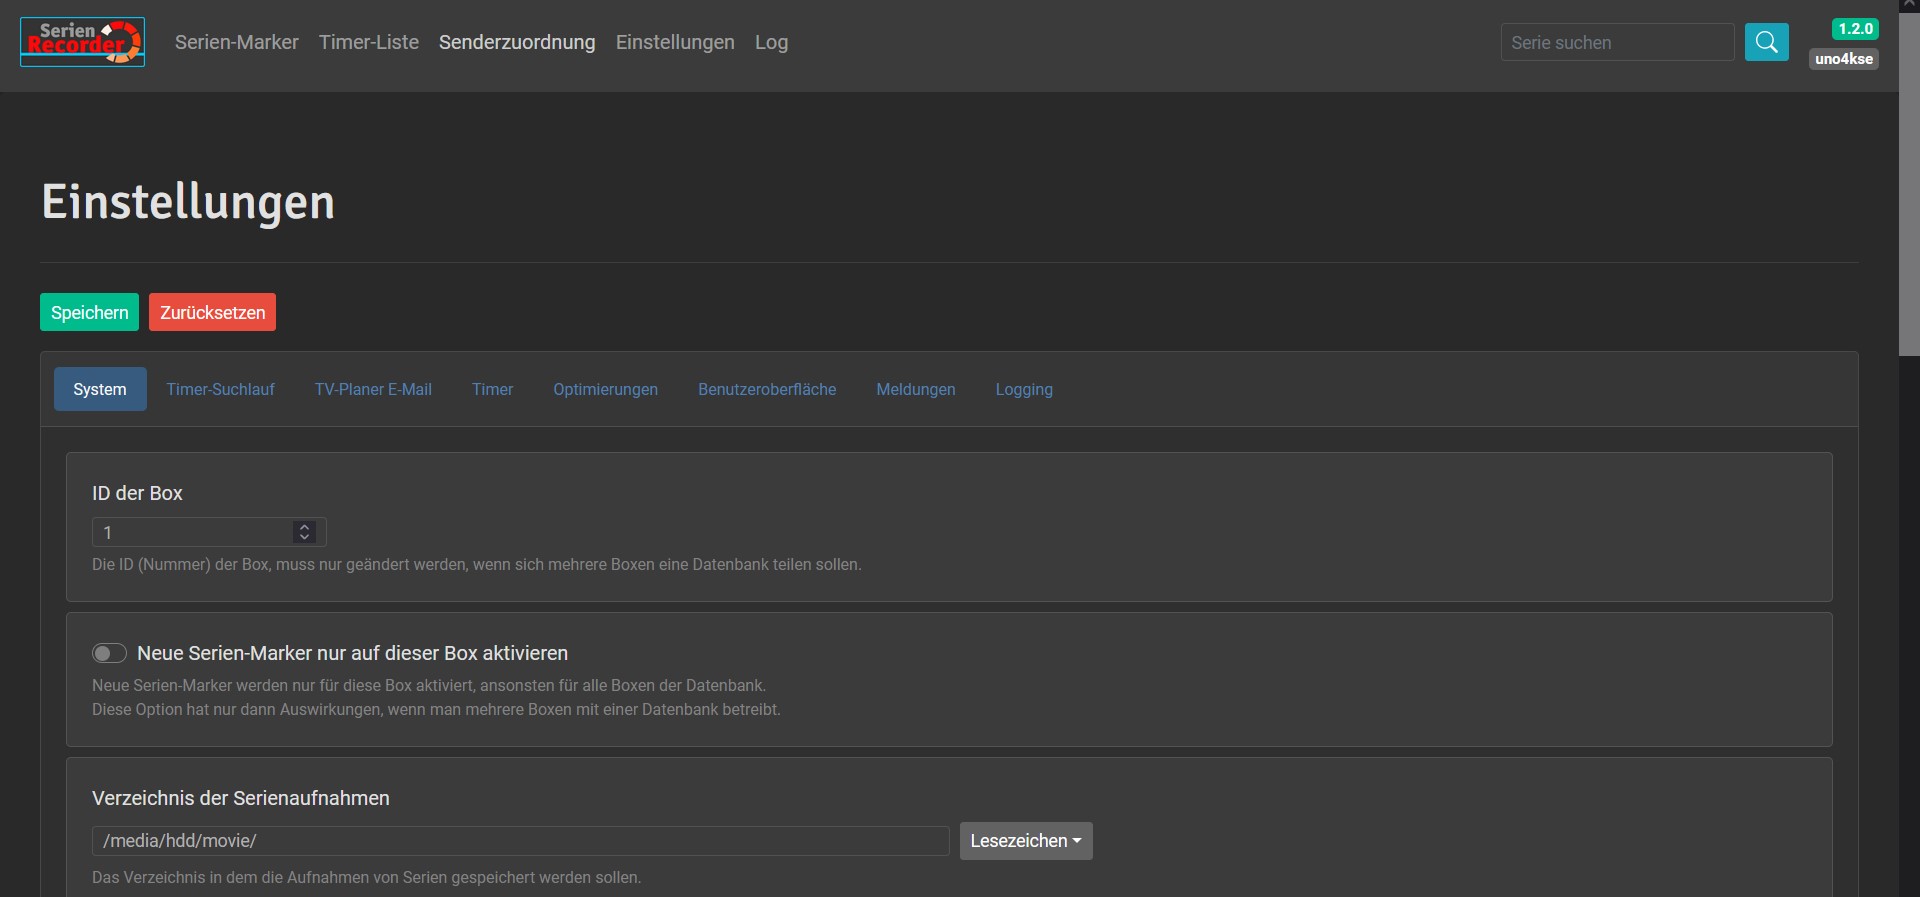 Serien
Recorder
Serien-Marker
Timer-Liste
Senderzuordnung
Einstellungen
Log
Serie suchen
1.2.0
uno4kse
Einstellungen
Speichern
Zurücksetzen
System
Timer-Suchlauf
TV-Planer E-Mail
Timer
Optimierungen
Benutzeroberfläche
Meldungen
Logging
ID der Box
1
Die ID (Nummer) der Box, muss nur geändert werden, wenn sich mehrere Boxen eine Datenbank teilen sollen.
Neue Serien-Marker nur auf dieser Box aktivieren
Neue Serien-Marker werden nur für diese Box aktiviert, ansonsten für alle Boxen der Datenbank.
Diese Option hat nur dann Auswirkungen, wenn man mehrere Boxen mit einer Datenbank betreibt.
Verzeichnis der Serienaufnahmen
/media/hdd/movie/
Lesezeichen
Das Verzeichnis in dem die Aufnahmen von Serien gespeichert werden sollen.